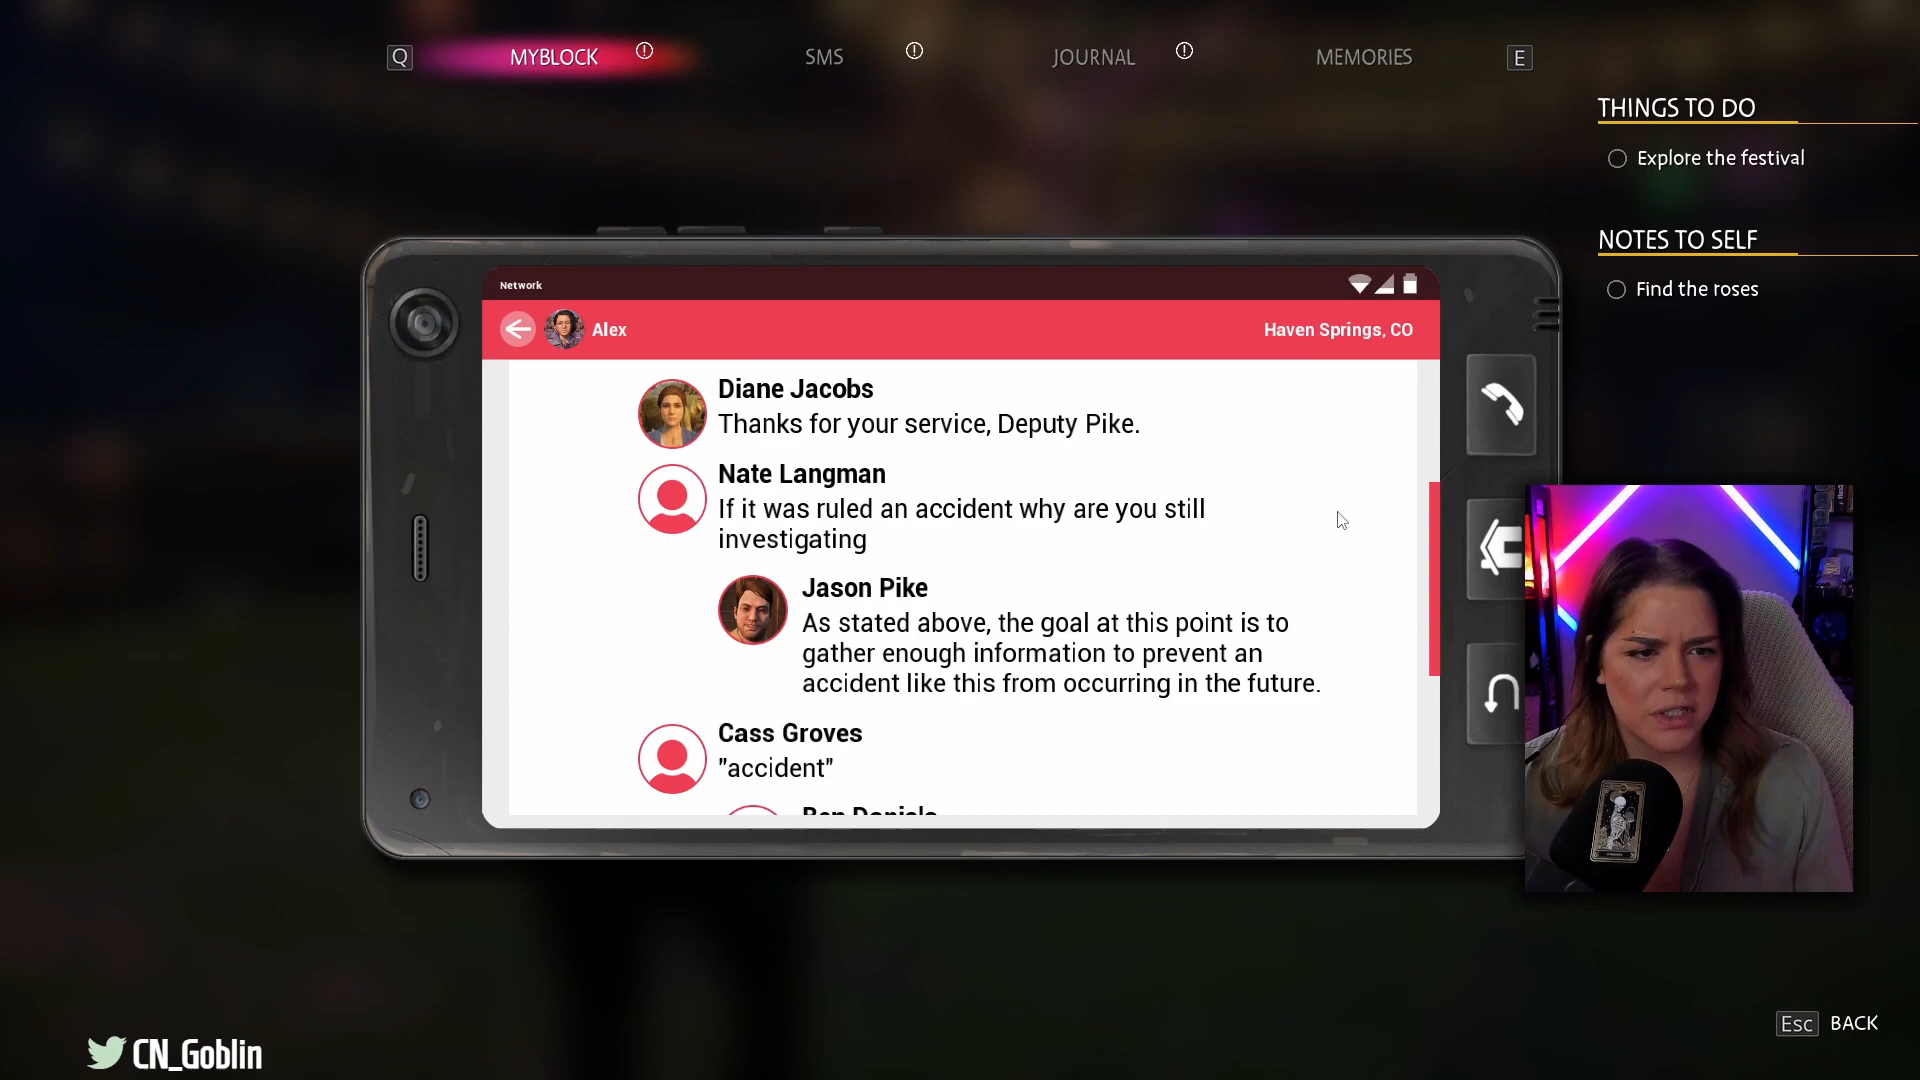 Q
MYBLOCK
SMS
JOURNAL
MEMORIES
E
THINGS TO DO
Explore the festival
NOTES TO SELF
Find the roses
Network
Alex
Haven Springs, CO
Diane Jacobs
Thanks for your service, Deputy Pike.
Nate Langman
If it was ruled an accident why are you still
investigating
Jason Pike
As stated above, the goal at this point is to
gather enough information to prevent an
accident like this from occurring in the future.
Cass Groves
"accident"
Esc BACK
CN_Goblin